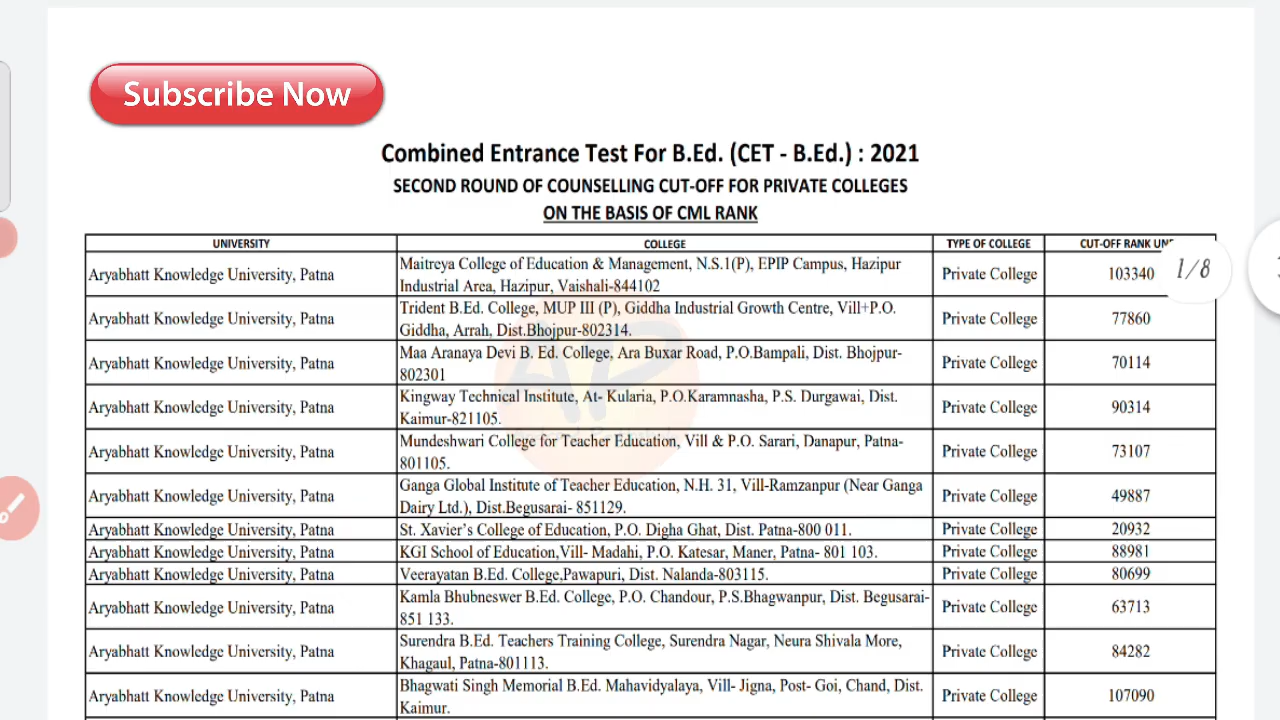 Subscribe Now
Combined Entrance Test For B.Ed. (CET - B.Ed.) : 2021
SECOND ROUND OF COUNSELLING CUT-OFF FOR PRIVATE COLLEGES
ON THE BASIS OF CML RANK
UNIVERSITY COLLEGE TYPE OF COLLEGE CUT-OFF RANK
1/8
Aryabhatt Knowledge University, Patna Maitreya College of Education & Management, N.S.1(P), EPIP Campus, Hazipur Private College 103340
Industrial Area, Hazipur, Vaishali-844102
Aryabhatt Knowledge University, Patna Trident B.Ed. College, MUP III (P), Giddha Industrial Growth Centre, Vill+P.O. Private College 77860
Giddha, Arrah, Dist.Bhojpur-802314.
Aryabhatt Knowledge University, Patna Maa Aranaya Devi B. Ed. College, Ara Buxar Road, P.O.Bampali, Dist. Bhojpur- Private College 70114
802301
Aryabhatt Knowledge University, Patna Kingway Technical Institute, At- Kularia, P.O.Karamnasha, P.S. Durgawai, Dist. Private College 90314
Kaimur-821105.
Aryabhatt Knowledge University, Patna Mundeshwari College for Teacher Education, Vill & P.O. Sarari, Danapur, Patna- Private College 73107
801105.
Aryabhatt Knowledge University, Patna Ganga Global Institute of Teacher Education, N.H. 31, Vill-Ramzanpur (Near Ganga Private College 49887
Dairy Ltd.), Dist.Begusarai- 851129.
Aryabhatt Knowledge University, Patna St. Xavier's College of Education, P.O. Digha Ghat, Dist. Patna-800 011. Private College 20932
Aryabhatt Knowledge University, Patna KGI School of Education,Vill- Madahi, P.O. Katesar, Maner, Patna- 801 103. Private College 88981
Aryabhatt Knowledge University, Patna Veerayatan B.Ed. College,Pawapuri, Dist. Nalanda-803115. Private College 80699
Aryabhatt Knowledge University, Patna Kamla Bhubneswer B.Ed. College, P.O. Chandour, P.S.Bhagwanpur, Dist. Begusarai- Private College 63713
851 133.
Aryabhatt Knowledge University, Patna Surendra B.Ed. Teachers Training College, Surendra Nagar, Neura Shivala More, Private College 84282
Khagaul, Patna-801113.
Aryabhatt Knowledge University, Patna Bhagwati Singh Memorial B.Ed. Mahavidyalaya, Vill- Jigna, Post- Goi, Chand, Dist. Private College 107090
Kaimur.
AP